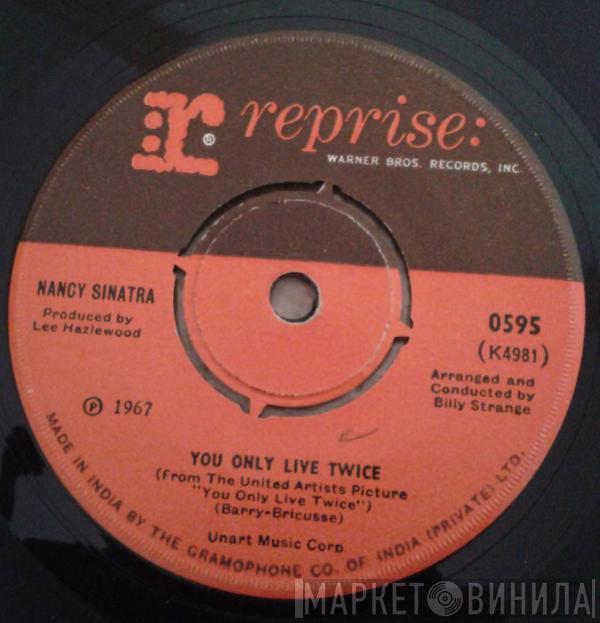 r® reprise:
WARNER BROS. RECORDS, INC.
NANCY SINATRA
Produced by
Lee Hazlewood
℗ 1967
0595
(K4981)
Arranged and
Conducted by
Billy Strange
YOU ONLY LIVE TWICE
(From The United Artists Picture
"You Only Live Twice")
(Barry-Bricusse)
Unart Music Corp.
MADE IN INDIA BY THE GRAMOPHONE CO. OF INDIA (PRIVATE) LTD.
МАРКЕТ ВИНИЛА